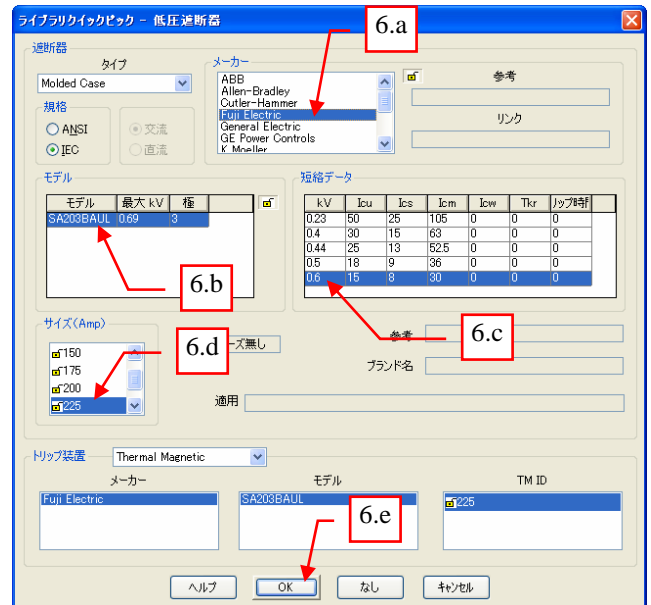 ライブラリクイックピック - 低圧遮断器
6.a
遮断器
タイプ
Molded Case
規格
ANSI
IEC
交流
直流
メーカー
ABB
Allen-Bradley
Cutler-Hammer
Fuji Electric
General Electric
GE Power Controls
K Moeller
参考
リンク
モデル
モデル 最大 kV 極
SA203BAUL 0.69 3
6.b
短絡データ
kV Icu Ics Icm Icw Tkr
0.23 50 25 105 0 0 0
0.4 30 15 63 0 0 0
0.44 25 13 52.5 0 0 0
0.5 18 9 36 0 0 0
0.6 15 8 30 0 0 0
6.c
サイズ(Amp)
150
175
200
225
6.d
ズ無し
参考
ブランド名
適用
トリップ装置 Thermal Magnetic
メーカー モデル TM ID
Fuji Electric SA203BAUL 225
6.e
ヘルプ OK なし キャンセル